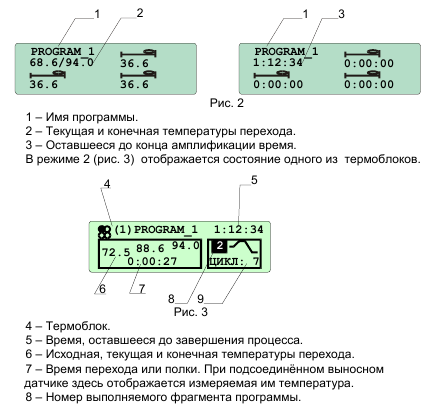 1
2
1
3
PROGRAM_1
68.6/94.0
36.6
36.6
36.6
PROGRAM_1
1:12:34
0:00:00
0:00:00
0:00:00
Рис. 2
1 – Имя программы.
2 – Текущая и конечная температуры перехода.
3 – Оставшееся до конца амплификации время.
В режиме 2 (рис. 3) отображается состояние одного из термоблоков.
4
5
(1)PROGRAM_1 1:12:34
72.5 88.6 94.0
2
0:00:27
ЦИКЛ: 7
6
7
8
9
Рис. 3
4 – Термоблок.
5 – Время, оставшееся до завершения процесса.
6 – Исходная, текущая и конечная температуры перехода.
7 – Время перехода или полки. При подсоединённом выносном
датчике здесь отображается измеряемая им температура.
8 – Номер выполняемого фрагмента программы.